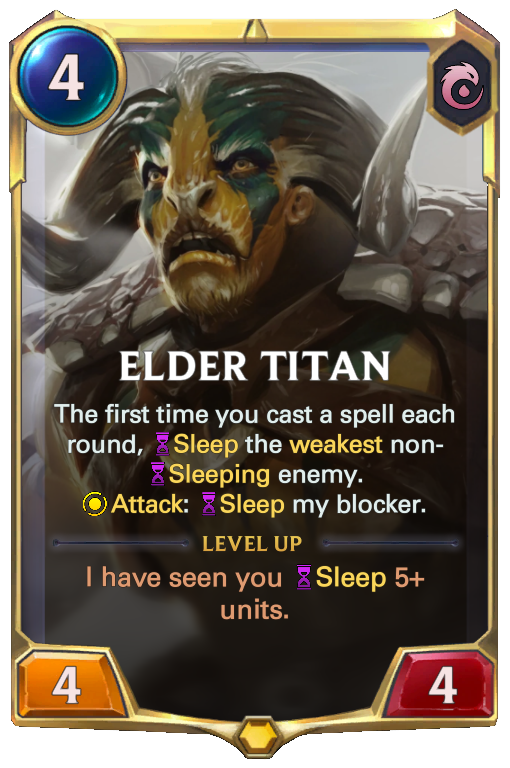 4
ELDER TITAN
The first time you cast a spell each
round, Sleep the weakest non-
Sleeping enemy.
Attack: Sleep my blocker.
LEVEL UP
I have seen you Sleep 5+
units.
4
4